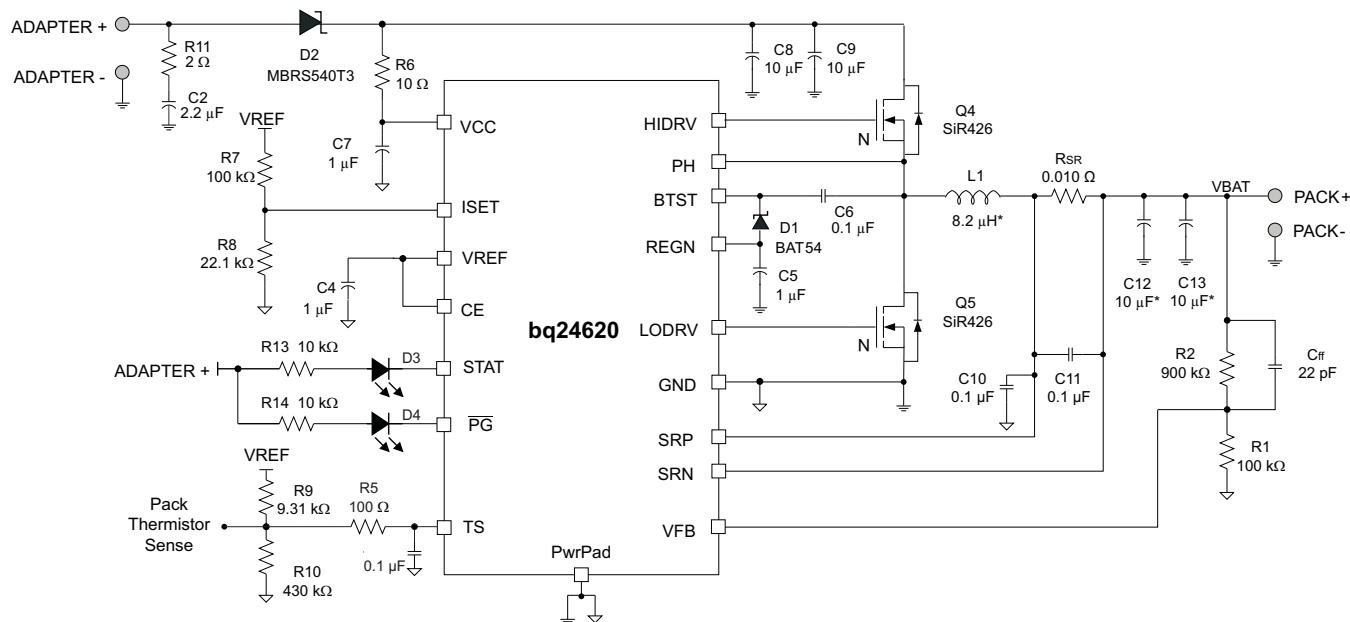 ADAPTER +
ADAPTER -
R11
2 Ω
C2
2.2 μF
D2
MBRS540T3
R6
10 Ω
C8
10 μF
C9
10 μF
VREF
R7
100 kΩ
C7
1 μF
VCC
HIDRV
N
Q4
SiR426
PH
ISET
BTST
C6
0.1 μF
L1
8.2 μH*
RSR
0.010 Ω
VBAT
PACK+
PACK-
R8
22.1 kΩ
VREF
C4
1 μF
CE
REGN
D1
BAT54
C5
1 μF
C12
10 μF*
C13
10 μF*
bq24620
LODRV
N
Q5
SiR426
ADAPTER +
R13 10 kΩ
D3
STAT
R14 10 kΩ
D4
PG
GND
C10
0.1 μF
C11
0.1 μF
R2
900 kΩ
Cff
22 pF
SRP
SRN
R1
100 kΩ
VREF
R9
9.31 kΩ
R5
100 Ω
Pack
Thermistor
Sense
TS
VFB
R10
430 kΩ
0.1 μF
PwrPad